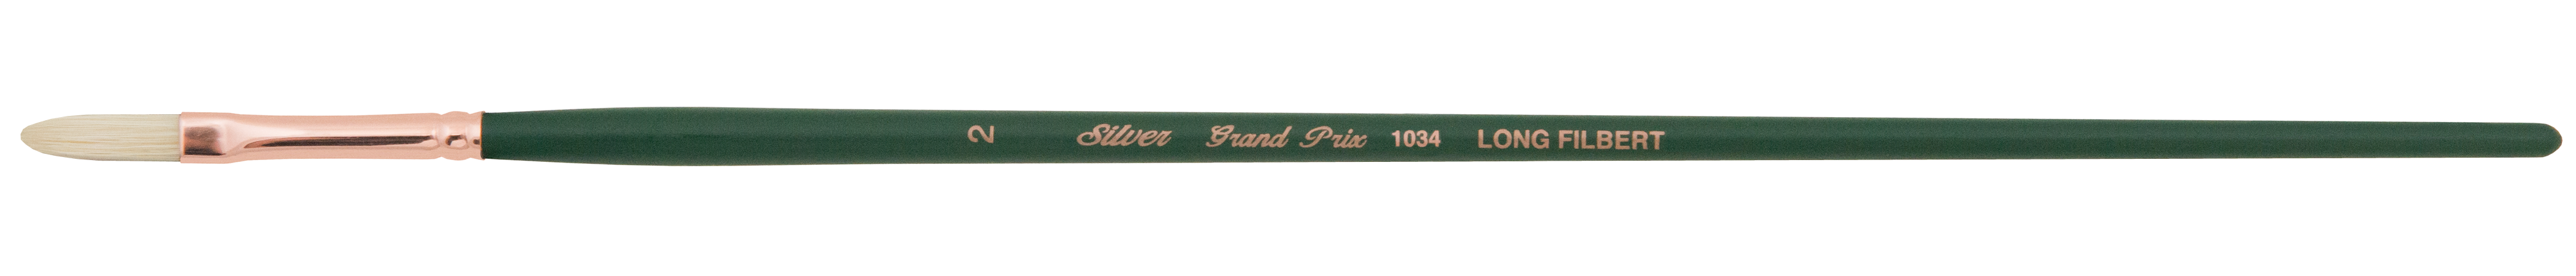 2 Silver Grand Prix 1034 LONG FILBERT